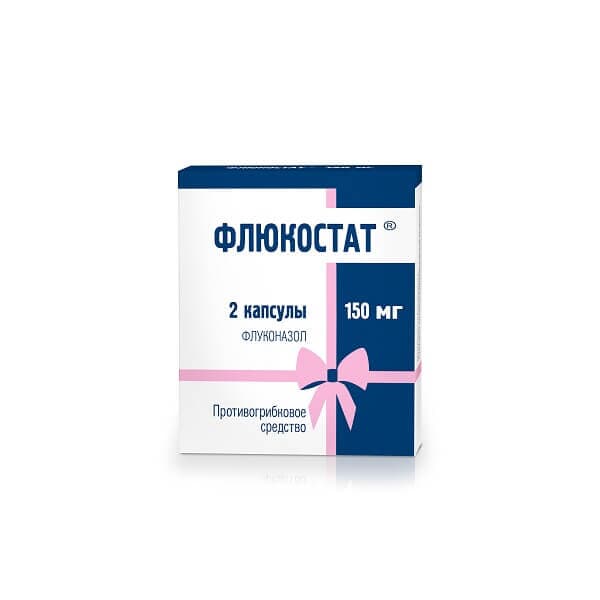 ФЛЮКОСТАТ ®
2 капсулы 150 мг
ФЛУКОНАЗОЛ
Противогрибковое
средство